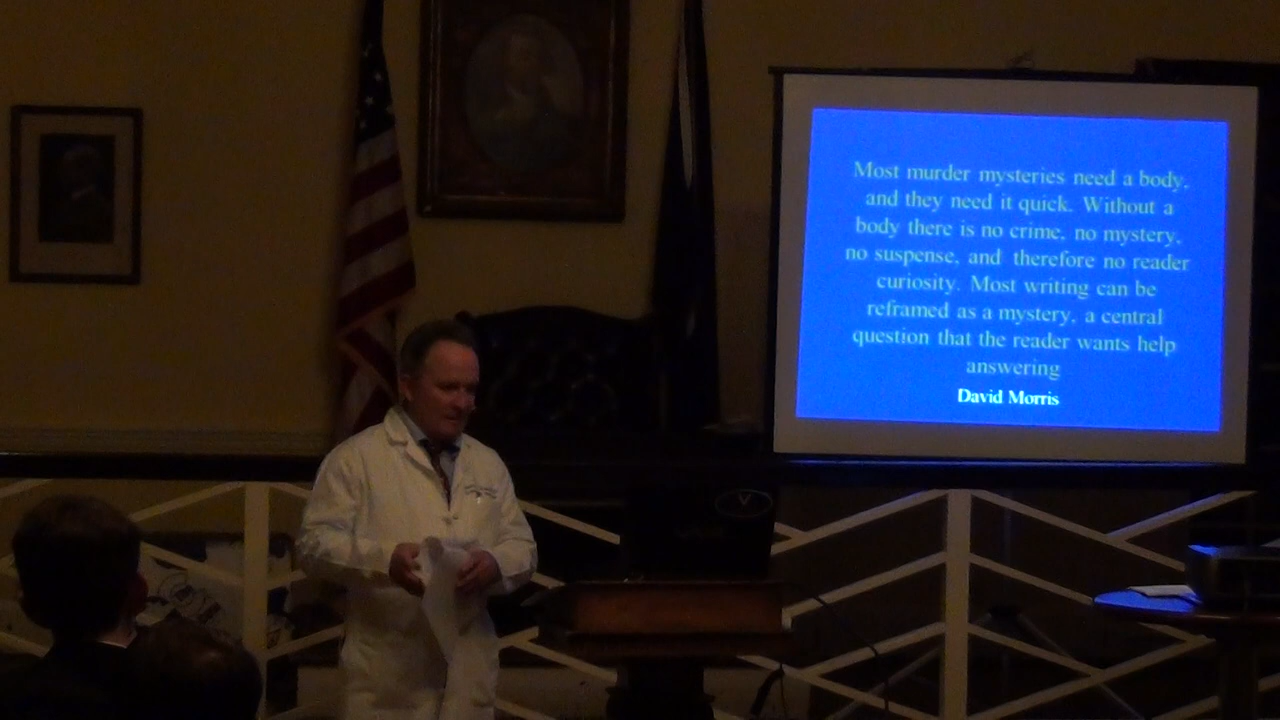 Most murder mysteries need a body,
and they need it quick. Without a
body there is no crime, no mystery,
no suspense, and therefore no reader
curiosity. Most writing can be
reframed as a mystery, a central
question that the reader wants help
answering
David Morris